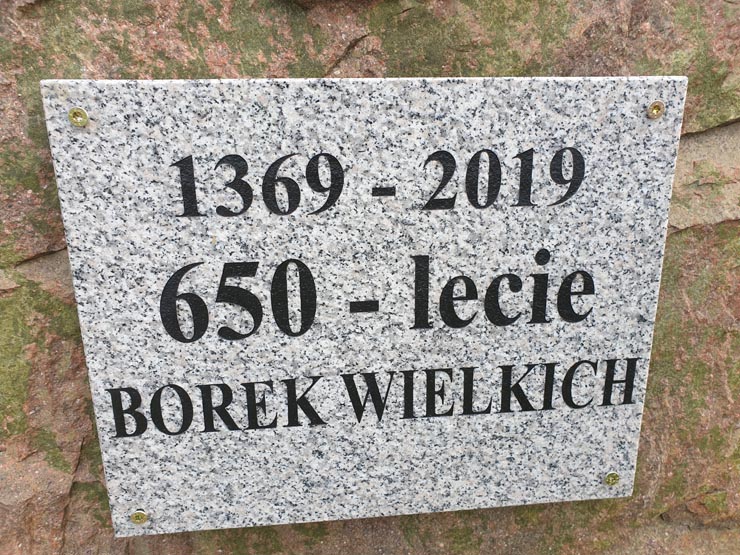 1369 - 2019
650 - lecie
BOREK WIELKICH